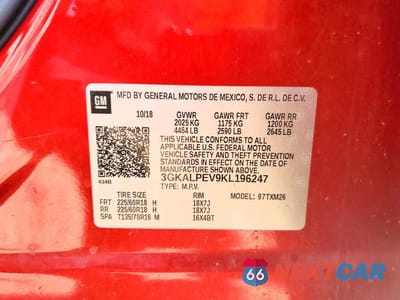 GM MFD BY GENERAL MOTORS DE MEXICO, S. DE R.L. DE C.V.
10/18 GVWR GAWR FRT GAWR RR
2025 KG 1175 KG 1200 KG
4464 LB 2590 LB 2645 LB
THIS VEHICLE CONFORMS TO ALL APPLICABLE
U.S. FEDERAL MOTOR VEHICLE SAFETY,
BUMPER, AND THEFT PREVENTION STANDARDS
IN EFFECT ON THE DATE OF
MANUFACTURE SHOWN ABOVE.
3GKALPEV9KL196247
TYPE: M.P.V. MODEL: 97TXM26
TIRE SIZE RIM
FRT 225/60R18 H 18X7J
RR 225/60R18 H 18X7J
SPA T135/70R16 M 16X4BT
66 NEXTCAR